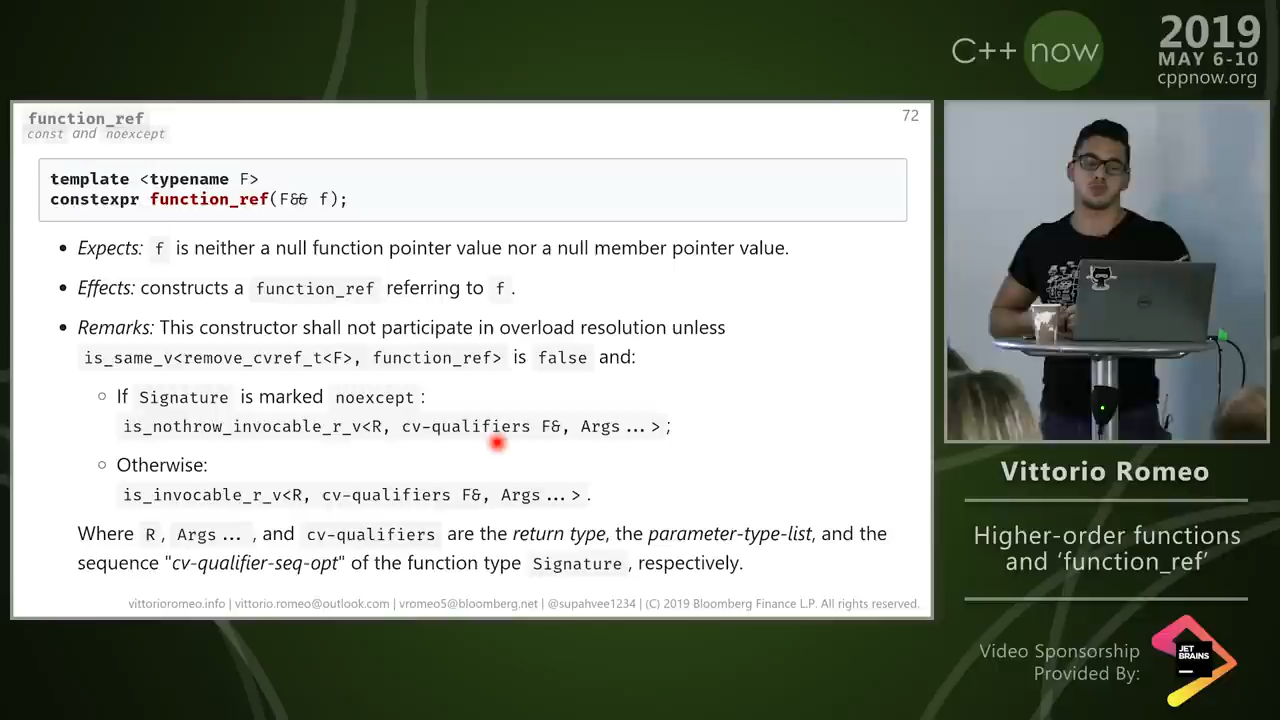 C++ now
2019
MAY 6-10
cppnow.org
function_ref
const and noexcept
72
template <typename F>
constexpr function_ref(F&& f);
• Expects: f is neither a null function pointer value nor a null member pointer value.
• Effects: constructs a function_ref referring to f.
• Remarks: This constructor shall not participate in overload resolution unless
is_same_v<remove_cvref_t<F>, function_ref> is false and:
○ If Signature is marked noexcept:
is_nothrow_invocable_r_v<R, cv-qualifiers F&, Args...>;
○ Otherwise:
is_invocable_r_v<R, cv-qualifiers F&, Args...>.
Where R, Args..., and cv-qualifiers are the return type, the parameter-type-list, and the
sequence "cv-qualifier-seq-opt" of the function type Signature, respectively.
vittorioromeo.info | vittorio.romeo@outlook.com | vromeo5@bloomberg.net | @supahvee1234 | (C) 2019 Bloomberg Finance L.P. All rights reserved.
Vittorio Romeo
Higher-order functions
and ‘function_ref’
Video Sponsorship
Provided By:
JET
BRAINS